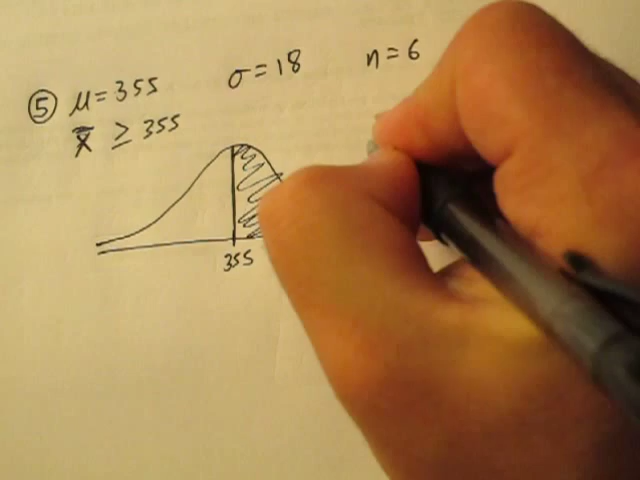 ⑤ μ = 355 σ = 18 n = 6
x̄ ≥ 355
355